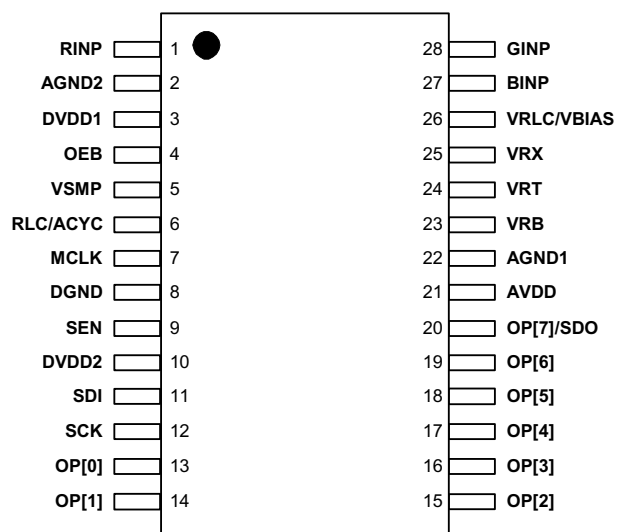 RINP 1 28 GINP
AGND2 2 27 BINP
DVDD1 3 26 VRLC/VBIAS
OEB 4 25 VRX
VSMP 5 24 VRT
RLC/ACYC 6 23 VRB
MCLK 7 22 AGND1
DGND 8 21 AVDD
SEN 9 20 OP[7]/SDO
DVDD2 10 19 OP[6]
SDI 11 18 OP[5]
SCK 12 17 OP[4]
OP[0] 13 16 OP[3]
OP[1] 14 15 OP[2]